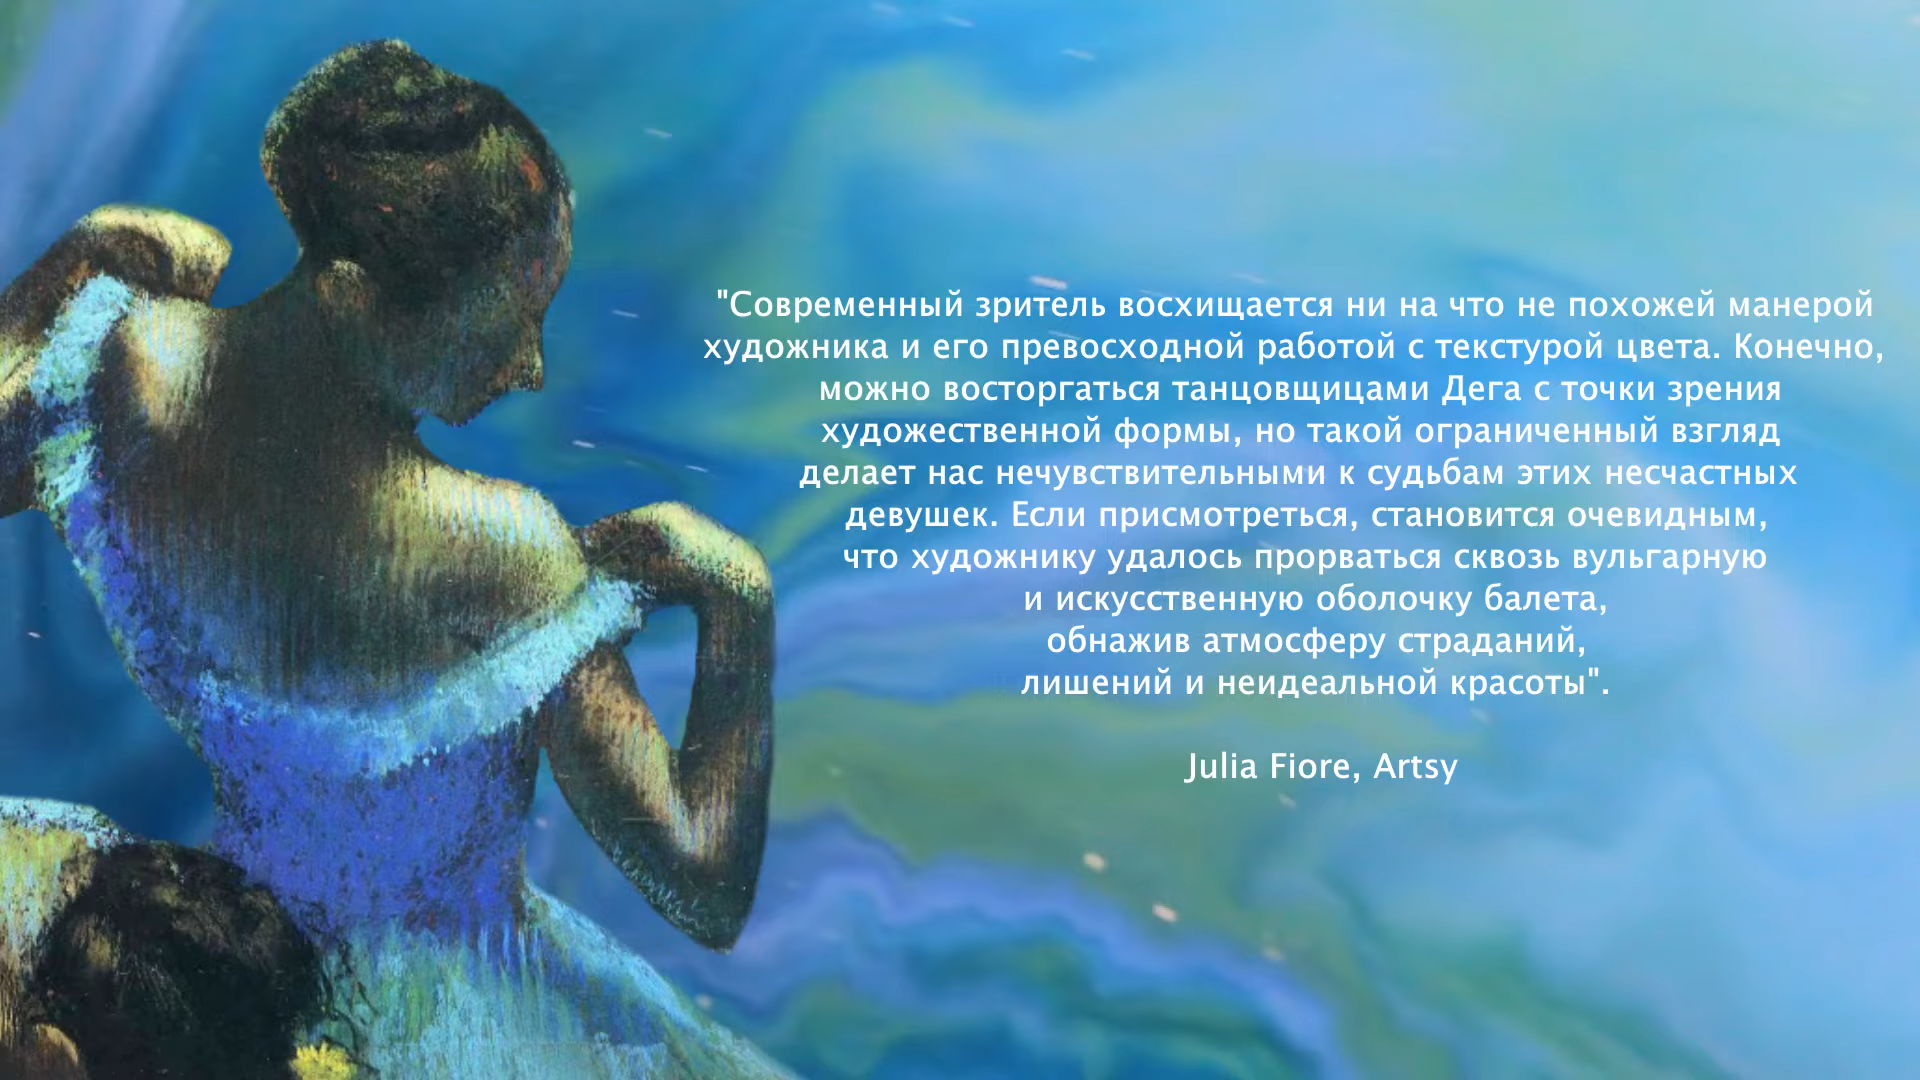 "Современный зритель восхищается ни на что не похожей манерой
художника и его превосходной работой с текстурой цвета. Конечно,
можно восторгаться танцовщицами Дега с точки зрения
художественной формы, но такой ограниченный взгляд
делает нас нечувствительными к судьбам этих несчастных
девушек. Если присмотреться, становится очевидным,
что художнику удалось прорваться сквозь вульгарную
и искусственную оболочку балета,
обнажив атмосферу страданий,
лишений и неидеальной красоты".
Julia Fiore, Artsy